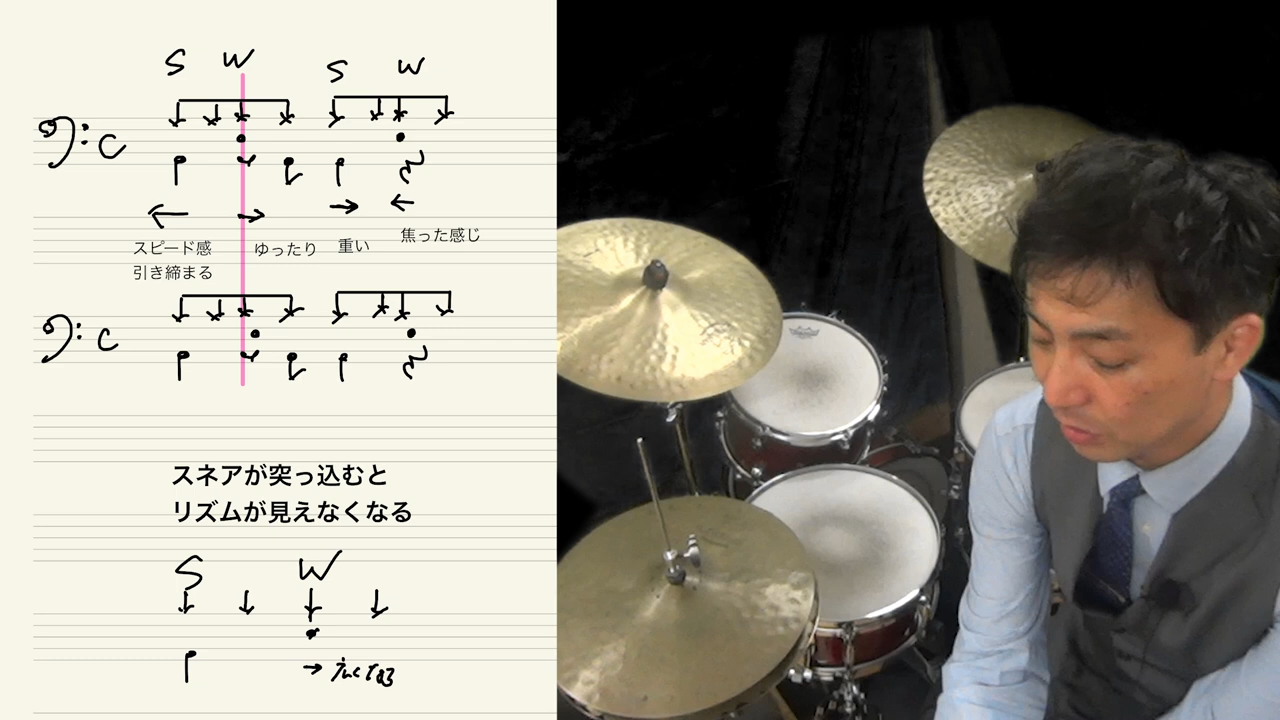 S W S W
C
スピード感 ゆったり 重い 焦った感じ
引き締まる
C
スネアが突っ込むと
リズムが見えなくなる
S W